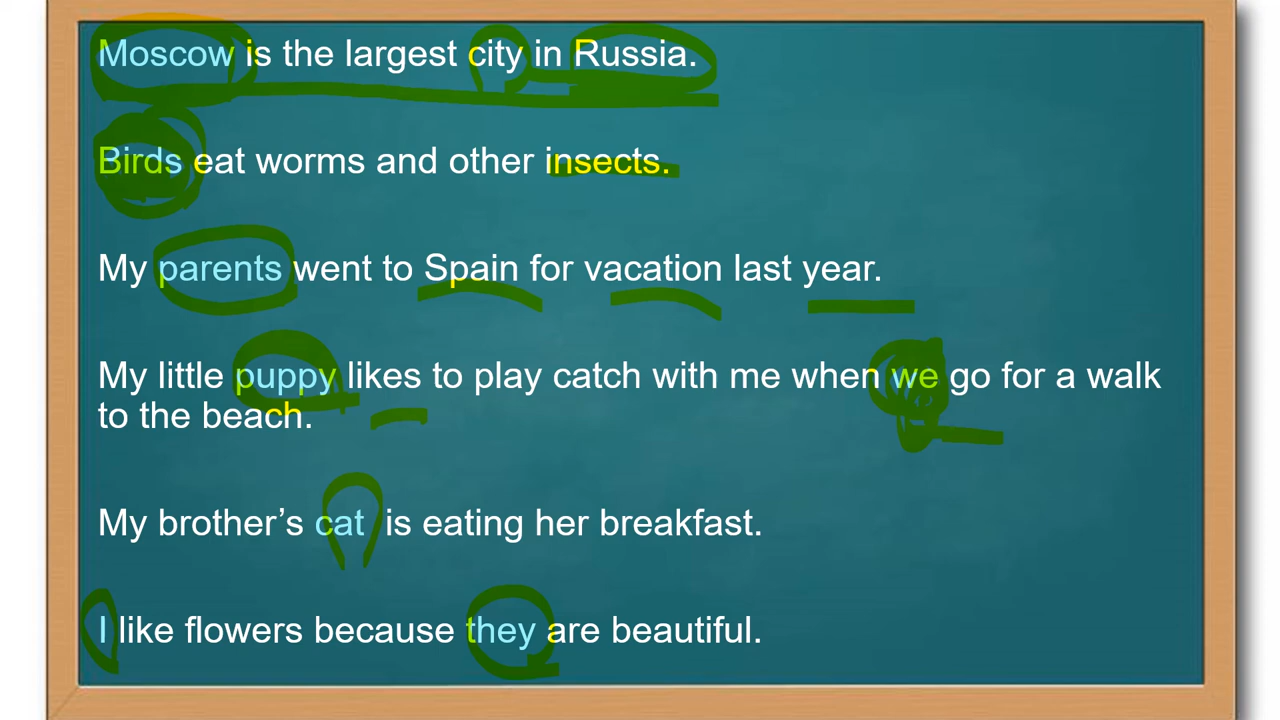 Moscow is the largest city in Russia.
Birds eat worms and other insects.
My parents went to Spain for vacation last year.
My little puppy likes to play catch with me when we go for a walk
to the beach.
My brother’s cat is eating her breakfast.
I like flowers because they are beautiful.